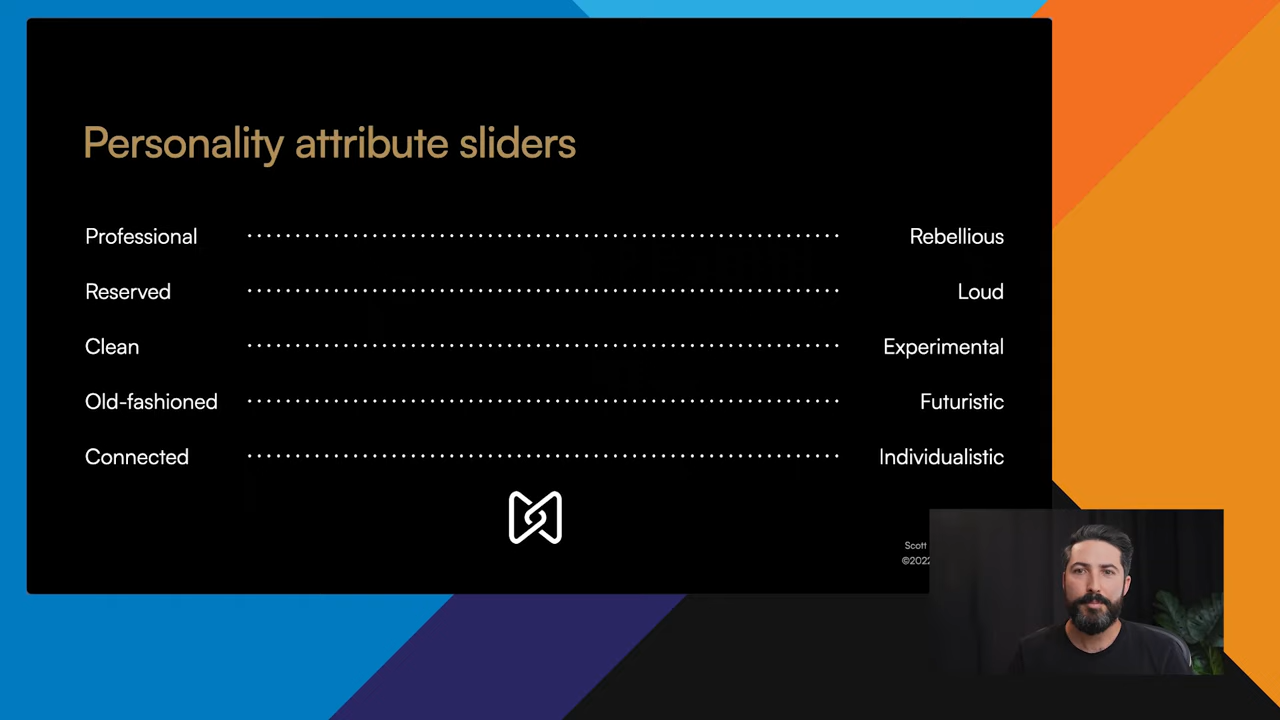 Personality attribute sliders
Professional Rebellious
Reserved Loud
Clean Experimental
Old-fashioned Futuristic
Connected Individualistic
Scott
©2022